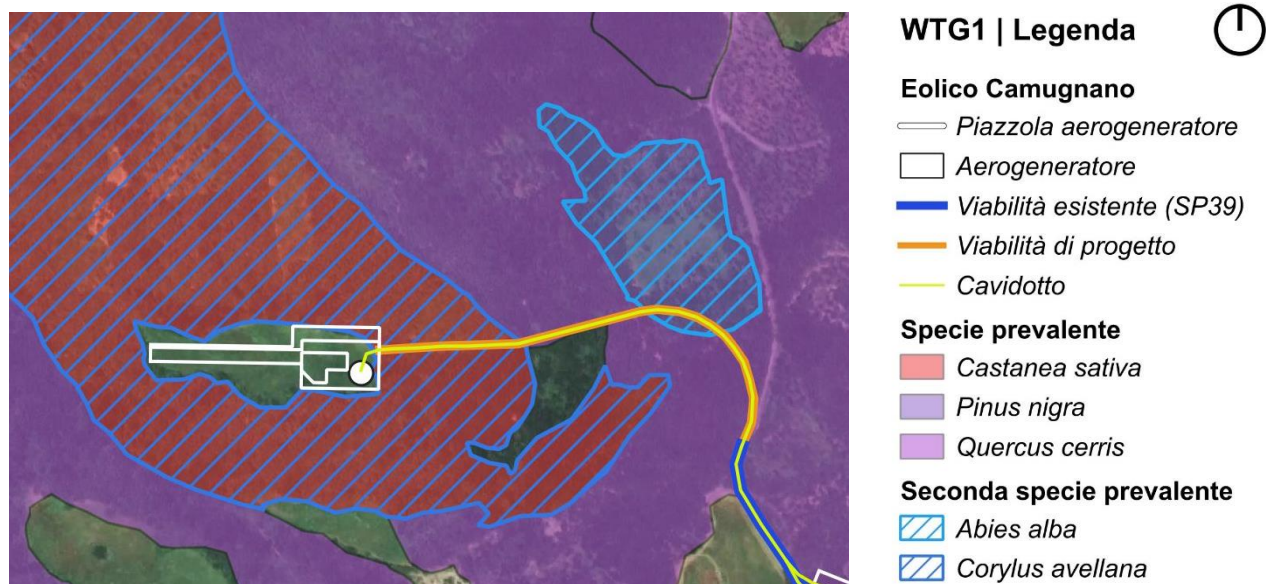 WTG1 | Legenda
Eolico Camugnano
Piazzola aerogeneratore
Aerogeneratore
Viabilità esistente (SP39)
Viabilità di progetto
Cavidotto
Specie prevalente
Castanea sativa
Pinus nigra
Quercus cerris
Seconda specie prevalente
Abies alba
Corylus avellana